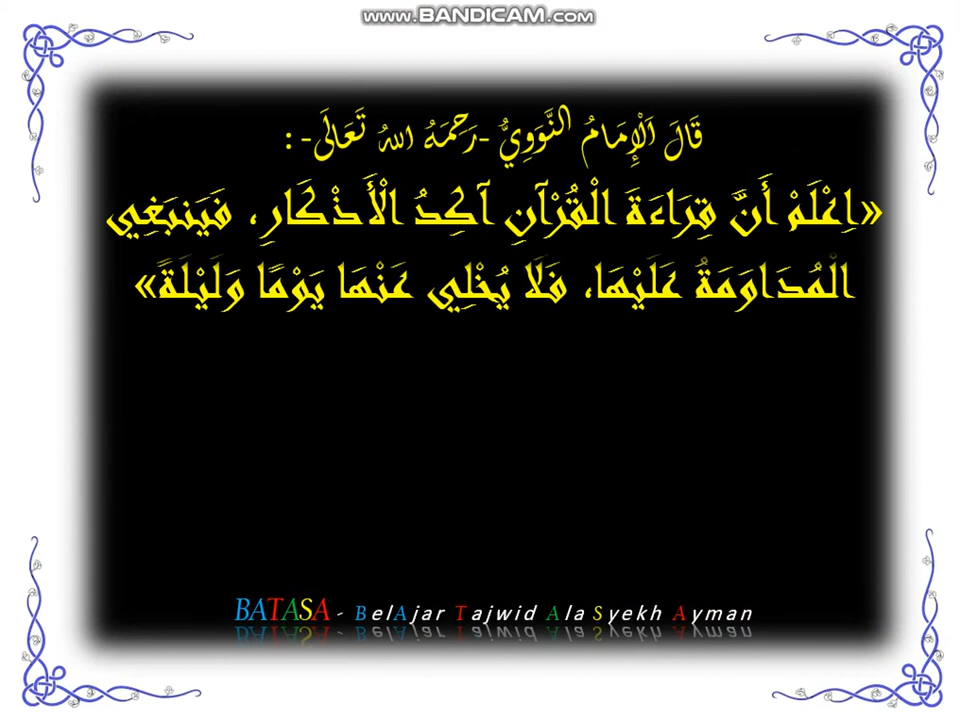 www.BANDICAM.com
قَالَ اَلْإِمَامُ النَّوَوِيُّ -رَحِمَهُ اللهُ تَعَالَى- :
«اِعْلَمْ أَنَّ قِرَاءَةَ الْقُرْآنِ آكِدُ الْأَذْكَارِ، فَيَنبَغِي
الْمُدَاوَمَةُ عَلَيْهَا، فَلَا يُخْلِي عَنْهَا يَوْمًا وَلَيْلَةً»
BATASA - BelAjar Tajwid Ala Syekh Ayman